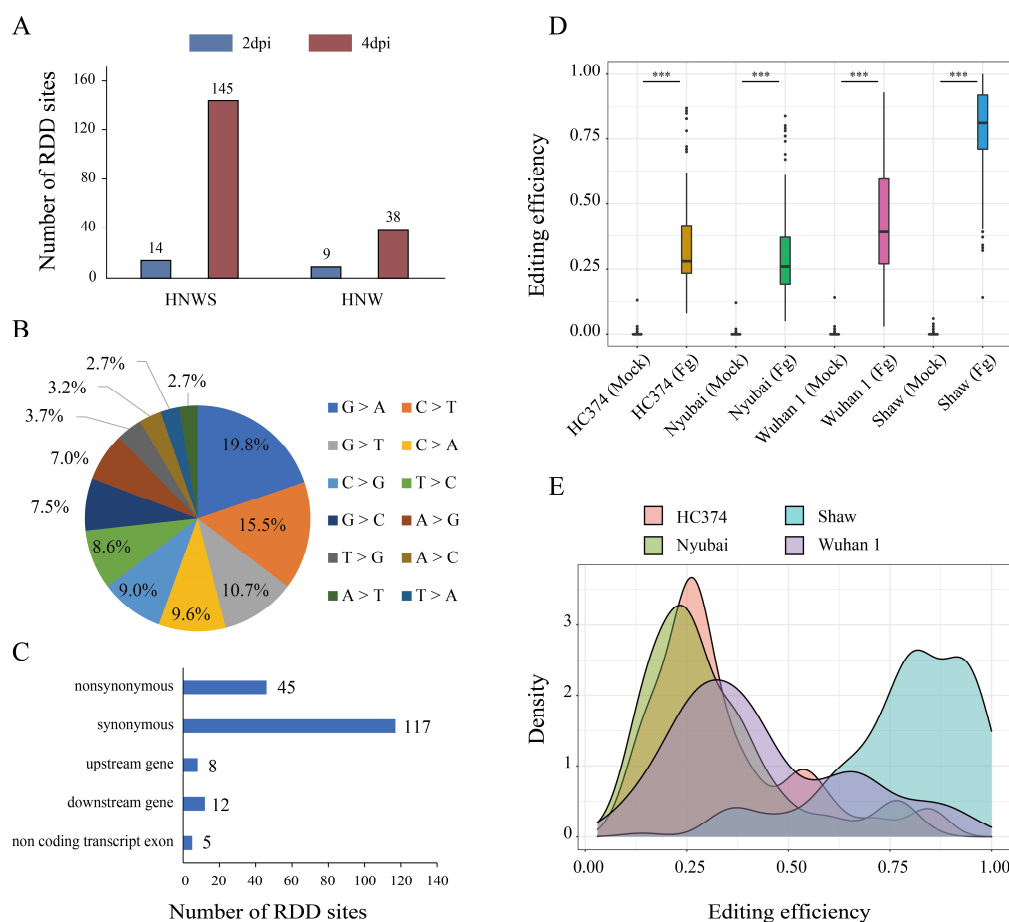 A
2dpi 4dpi
Number of RDD sites
160
120
80
40
0
145
14
38
9
HNWS HNW
B
2.7%
2.7%
3.2%
3.7%
7.0%
7.5%
8.6%
9.0%
9.6%
10.7%
15.5%
19.8%
G > A C > T
G > T C > A
C > G T > C
G > C A > G
T > G A > C
A > T T > A
C
nonsynonymous 45
synonymous 117
upstream gene 8
downstream gene 12
non coding transcript exon 5
0 20 40 60 80 100 120 140
Number of RDD sites
D
Editing efficiency
1.00
0.75
0.50
0.25
0.00
*** *** *** ***
HC374 (Mock)
HC374 (Fg)
Nyubai (Mock)
Nyubai (Fg)
Wuhan 1 (Mock)
Wuhan 1 (Fg)
Shaw (Mock)
Shaw (Fg)
E
HC374 Shaw
Nyubai Wuhan 1
Density
3
2
1
0
0.00 0.25 0.50 0.75 1.00
Editing efficiency